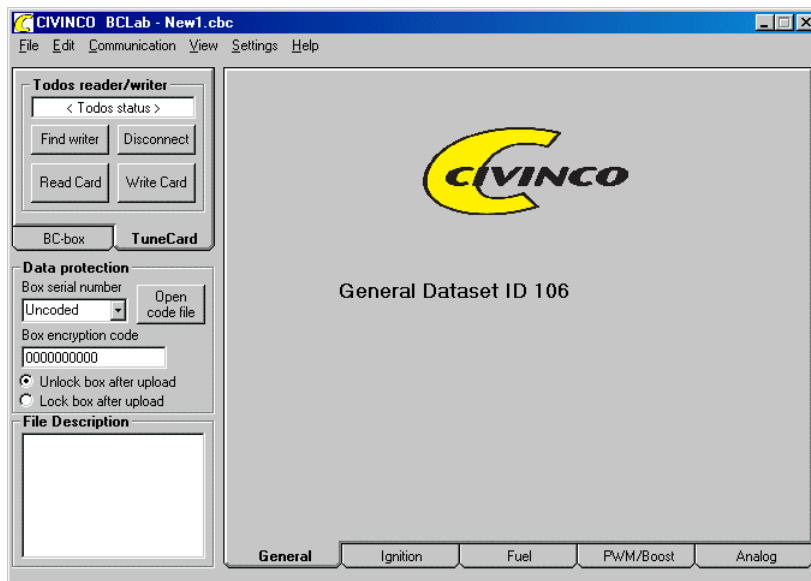 CIVINCO BCLab - New1.cbc
File Edit Communication View Settings Help
Todos reader/writer
< Todos status >
Find writer Disconnect
Read Card Write Card
BC-box TuneCard
Data protection
Box serial number
Uncoded
Open
code file
Box encryption code
0000000000
Unlock box after upload
Lock box after upload
File Description
CIVINCO
General Dataset ID 106
General Ignition Fuel PWM/Boost Analog